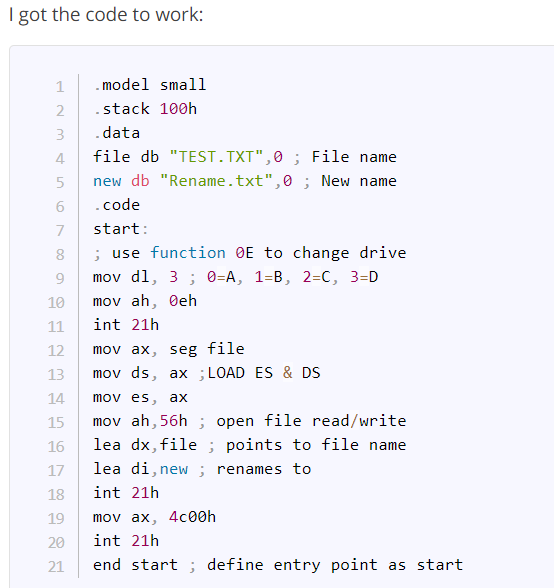 I got the code to work:
1 .model small
2 .stack 100h
3 .data
4 file db "TEST.TXT",0 ; File name
5 new db "Rename.txt",0 ; New name
6 .code
7 start:
8 ; use function 0E to change drive
9 mov dl, 3 ; 0=A, 1=B, 2=C, 3=D
10 mov ah, 0eh
11 int 21h
12 mov ax, seg file
13 mov ds, ax ;LOAD ES & DS
14 mov es, ax
15 mov ah,56h ; open file read/write
16 lea dx,file ; points to file name
17 lea di,new ; renames to
18 int 21h
19 mov ax, 4c00h
20 int 21h
21 end start ; define entry point as start